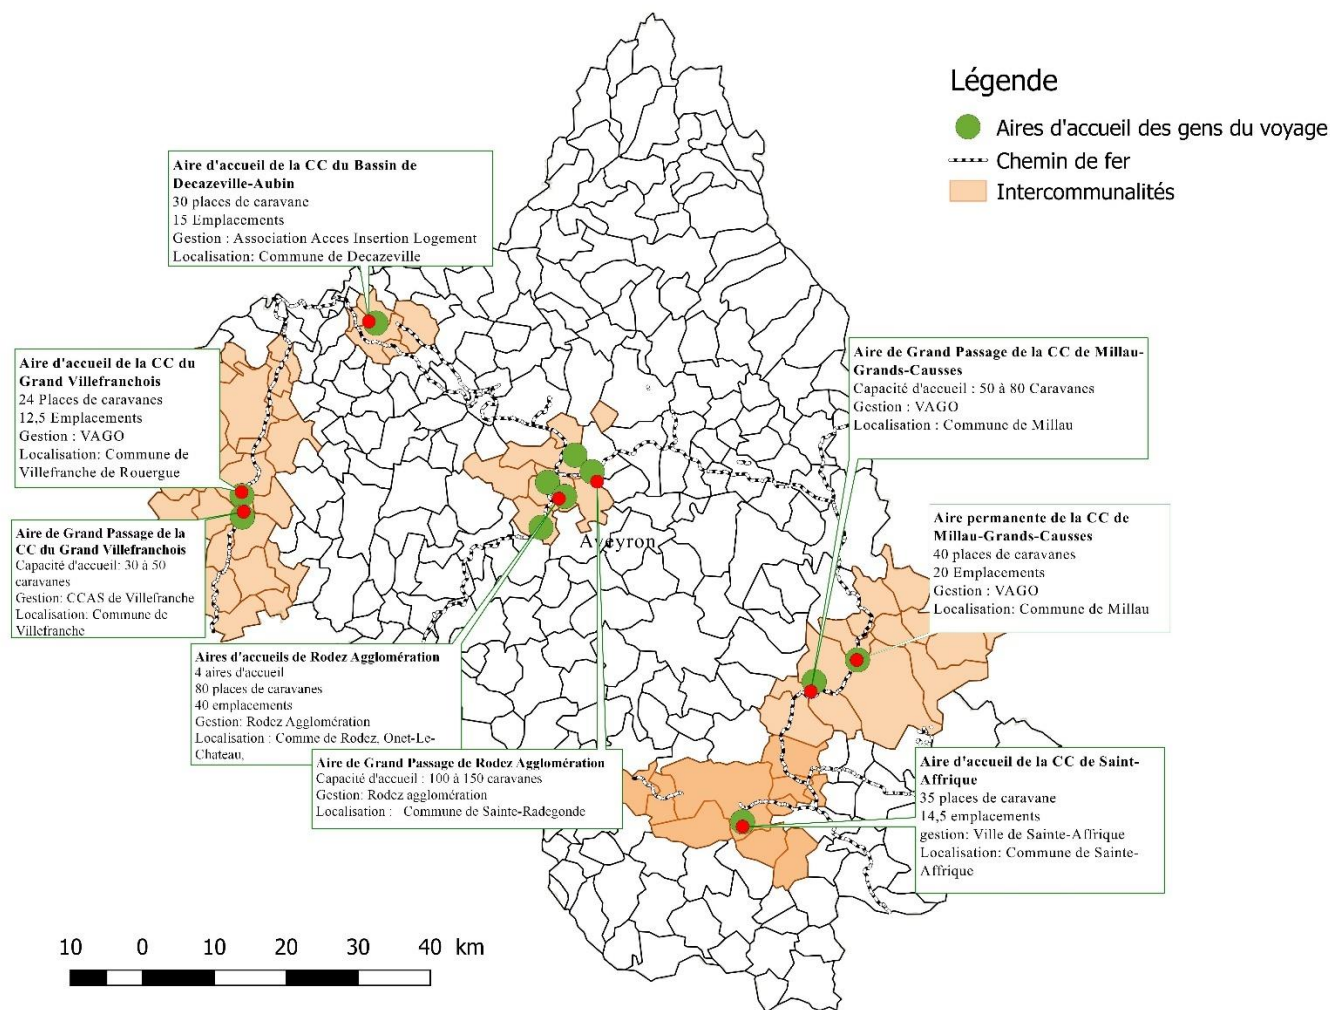 Légende
Aires d'accueil des gens du voyage
Chemin de fer
Intercommunalités
Aire d'accueil de la CC du Bassin de
Decazeville-Aubin
30 places de caravane
15 Emplacements
Gestion : Association Acces Insertion Logement
Localisation: Commune de Decazeville
Aire d'accueil de la CC du
Grand Villefranchois
24 Places de caravanes
12,5 Emplacements
Gestion : VAGO
Localisation: Commune de
Villefranche de Rouergue
Aire de Grand Passage de la
CC du Grand Villefranchois
Capacité d'accueil: 30 à 50
caravanes
Gestion: CCAS de Villefranche
Localisation: Commune de
Villefranche
Aire de Grand Passage de la CC de Millau-
Grands-Causses
Capacité d'accueil : 50 à 80 Caravanes
Gestion : VAGO
Localisation : Commune de Millau
Aire permanente de la CC de
Millau-Grands-Causses
40 places de caravanes
20 Emplacements
Gestion : VAGO
Localisation: Commune de Millau
Aveyron
Aires d'accueils de Rodez Agglomération
4 aires d'accueil
80 places de caravanes
40 emplacements
Gestion: Rodez Agglomération
Localisation : Comme de Rodez, Onet-Le-
Chateau,
Aire de Grand Passage de Rodez Agglomération
Capacité d'accueil : 100 à 150 caravanes
Gestion: Rodez agglomération
Localisation : Commune de Sainte-Radegonde
Aire d'accueil de la CC de Saint-
Affrique
35 places de caravane
14,5 emplacements
gestion: Ville de Sainte-Affrique
Localisation: Commune de Sainte-
Affrique
10 0 10 20 30 40 km